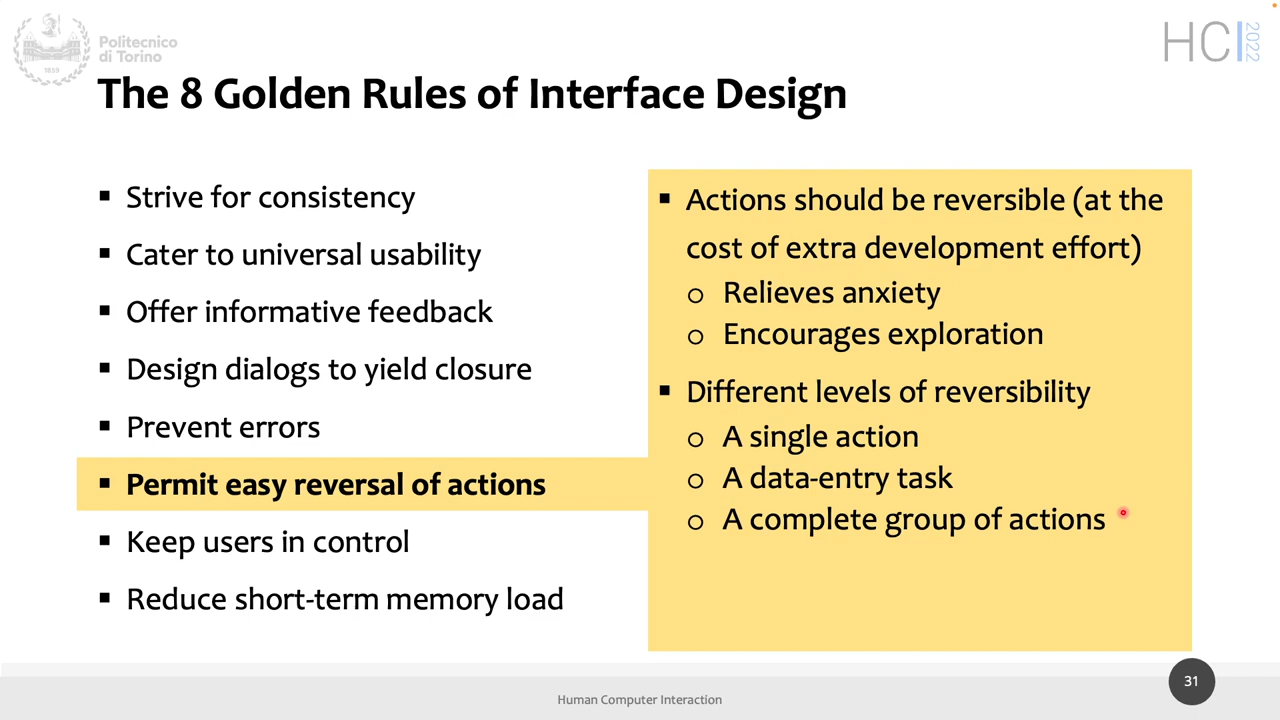 Politecnico
di Torino
1859
HCI 2022
The 8 Golden Rules of Interface Design
▪ Strive for consistency
▪ Cater to universal usability
▪ Offer informative feedback
▪ Design dialogs to yield closure
▪ Prevent errors
▪ Permit easy reversal of actions
▪ Keep users in control
▪ Reduce short-term memory load
▪ Actions should be reversible (at the
cost of extra development effort)
o Relieves anxiety
o Encourages exploration
▪ Different levels of reversibility
o A single action
o A data-entry task
o A complete group of actions
Human Computer Interaction
31